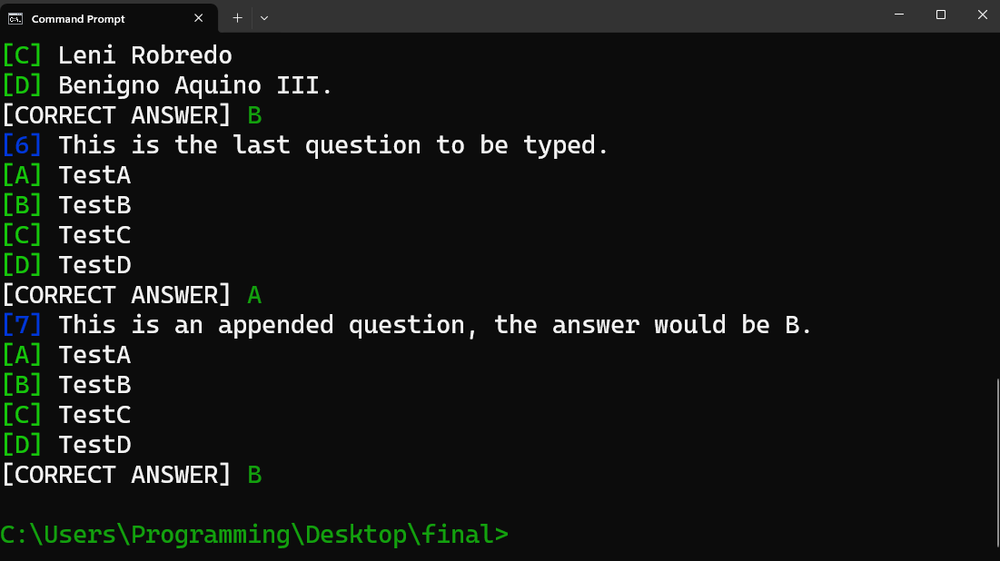 Command Prompt
[C] Leni Robredo
[D] Benigno Aquino III.
[CORRECT ANSWER] B
[6] This is the last question to be typed.
[A] TestA
[B] TestB
[C] TestC
[D] TestD
[CORRECT ANSWER] A
[7] This is an appended question, the answer would be B.
[A] TestA
[B] TestB
[C] TestC
[D] TestD
[CORRECT ANSWER] B
C:\Users\Programming\Desktop\final>